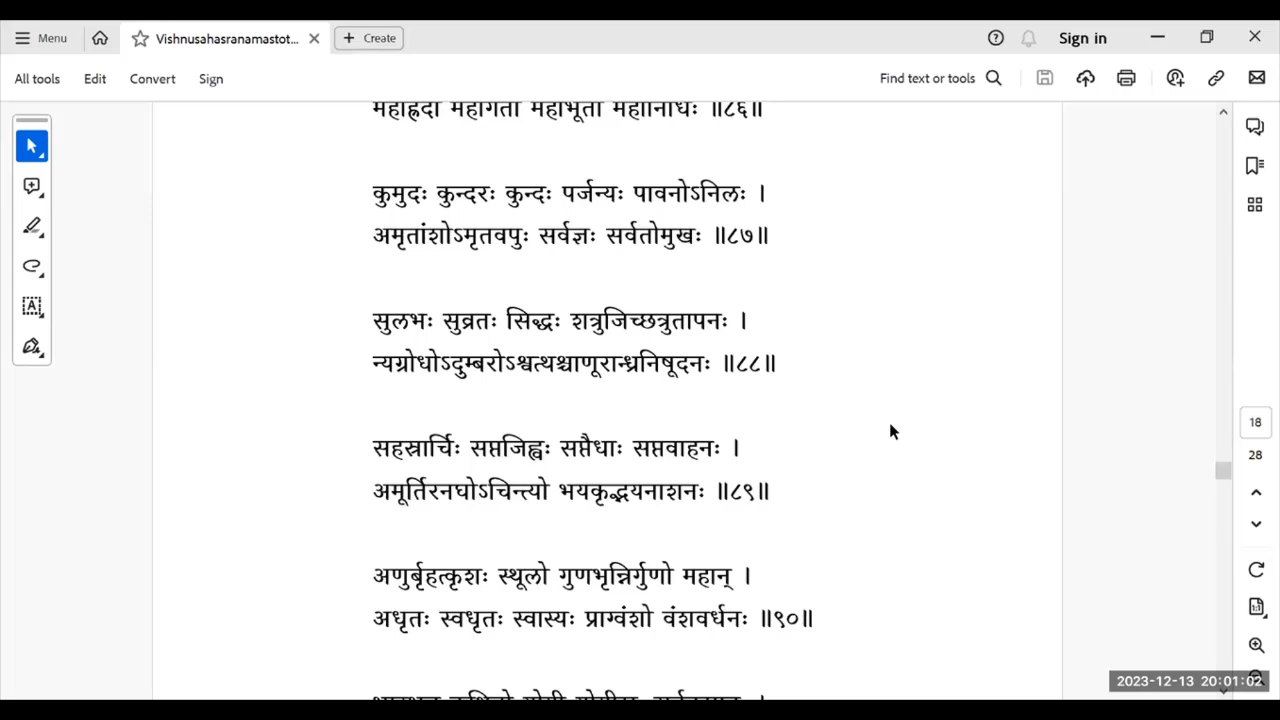 Menu
Vishnusahasranamastot...
Create
Sign in
All tools
Edit
Convert
Sign
Find text or tools
महाह्रदो महागर्तो महाभूतो महानिधिः ॥८६॥
कुमुदः कुन्दरः कुन्दः पर्जन्यः पावनोऽनिलः ।
अमृतांशोऽमृतवपुः सर्वज्ञः सर्वतोमुखः ॥८७॥
सुलभः सुव्रतः सिद्धः शत्रुजिच्छत्रुतापनः ।
न्यग्रोधोऽदुम्बरोऽश्वत्थश्चाणूरान्ध्रनिषूदनः ॥८८॥
सहस्रार्चिः सप्तजिह्वः सप्तैधाः सप्तवाहनः ।
अमूर्तिरनघोऽचिन्त्यो भयकृद्भयनाशनः ॥८९॥
अणुर्बृहत्कृशः स्थूलो गुणभृन्निर्गुणो महान् ।
अधृतः स्वधृतः स्वास्यः प्राग्वंशो वंशवर्धनः ॥९०॥
18
28
2023-12-13 20:01:02